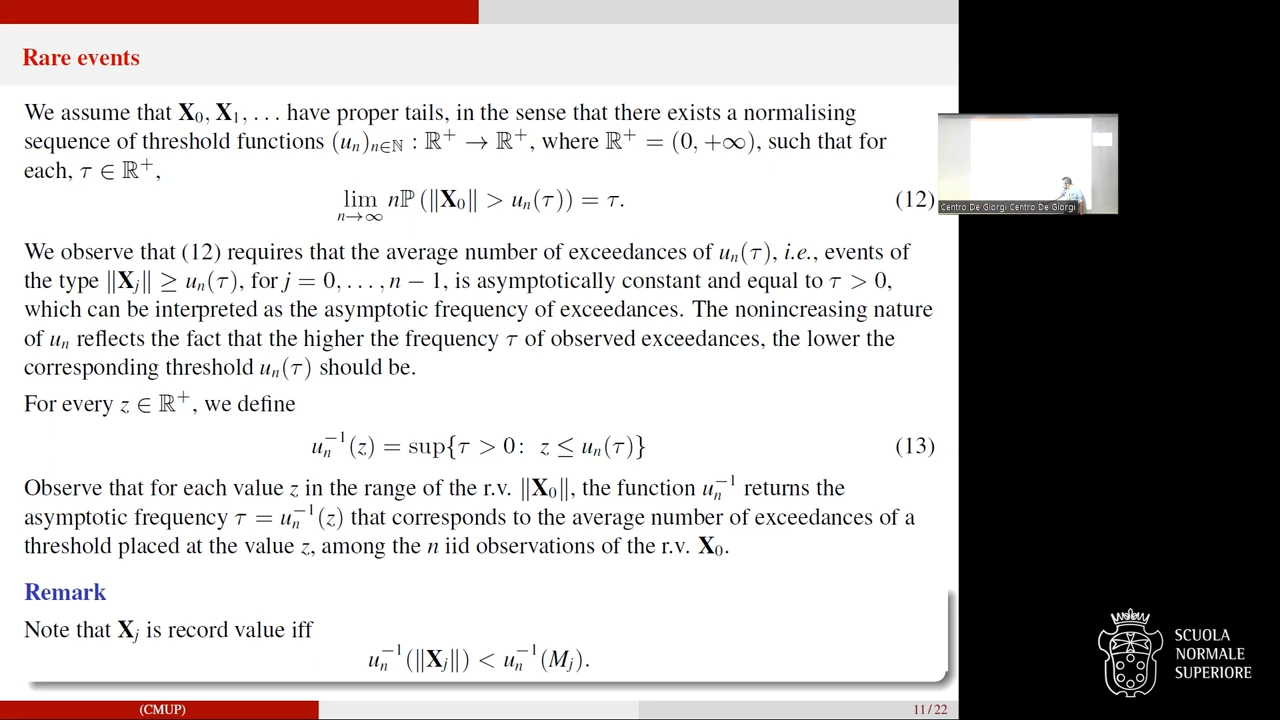 Rare events
We assume that X₀, X₁, . . . have proper tails, in the sense that there exists a normalising
sequence of threshold functions (uₙ)ₙ∈ℕ : ℝ⁺ → ℝ⁺, where ℝ⁺ = (0, +∞), such that for
each, τ ∈ ℝ⁺,
lim n→∞ nℙ (‖X₀‖ > uₙ(τ)) = τ. (12)
We observe that (12) requires that the average number of exceedances of uₙ(τ), i.e., events of
the type ‖Xⱼ‖ ≥ uₙ(τ), for j = 0, . . . , n − 1, is asymptotically constant and equal to τ > 0,
which can be interpreted as the asymptotic frequency of exceedances. The nonincreasing nature
of uₙ reflects the fact that the higher the frequency τ of observed exceedances, the lower the
corresponding threshold uₙ(τ) should be.
For every z ∈ ℝ⁺, we define
uₙ⁻¹(z) = sup{τ > 0 : z ≤ uₙ(τ)} (13)
Observe that for each value z in the range of the r.v. ‖X₀‖, the function uₙ⁻¹ returns the
asymptotic frequency τ = uₙ⁻¹(z) that corresponds to the average number of exceedances of a
threshold placed at the value z, among the n iid observations of the r.v. X₀.
Remark
Note that Xⱼ is record value iff
uₙ⁻¹(‖Xⱼ‖) < uₙ⁻¹(Mⱼ).
(CMUP)
11 / 22
Centro De Giorgi Centro De Giorgi
SCUOLA
NORMALE
SUPERIORE